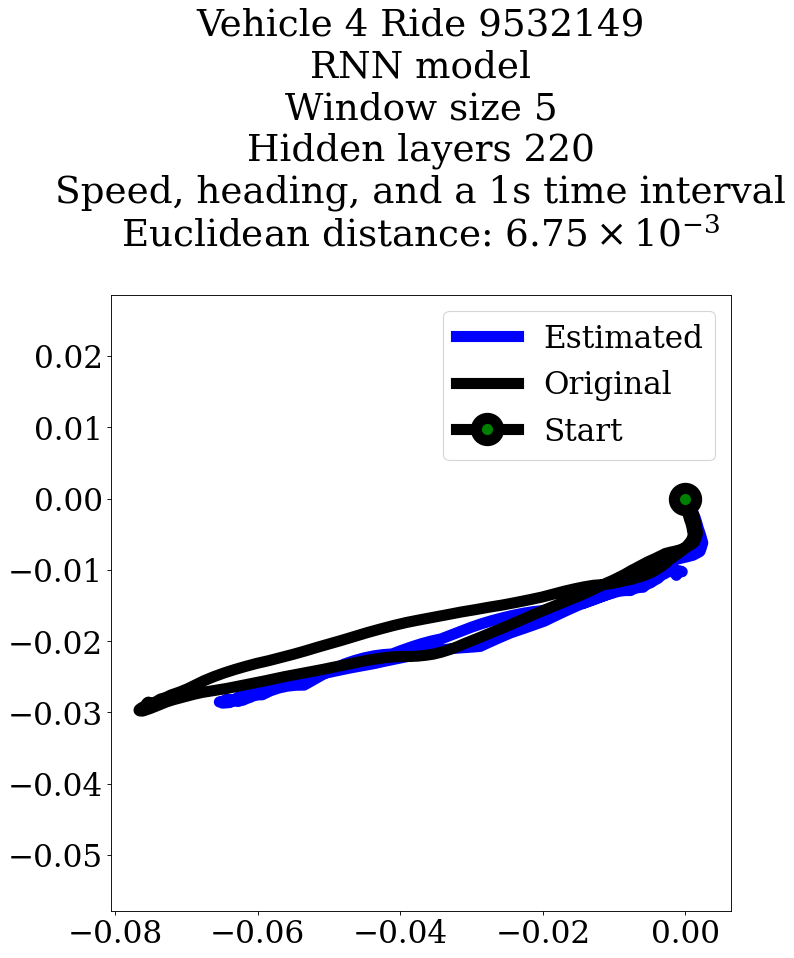 Vehicle 4 Ride 9532149
RNN model
Window size 5
Hidden layers 220
Speed, heading, and a 1s time interval
Euclidean distance: 6.75 × 10⁻³
Estimated
Original
Start
0.02
0.01
0.00
−0.01
−0.02
−0.03
−0.04
−0.05
−0.08 −0.06 −0.04 −0.02 0.00